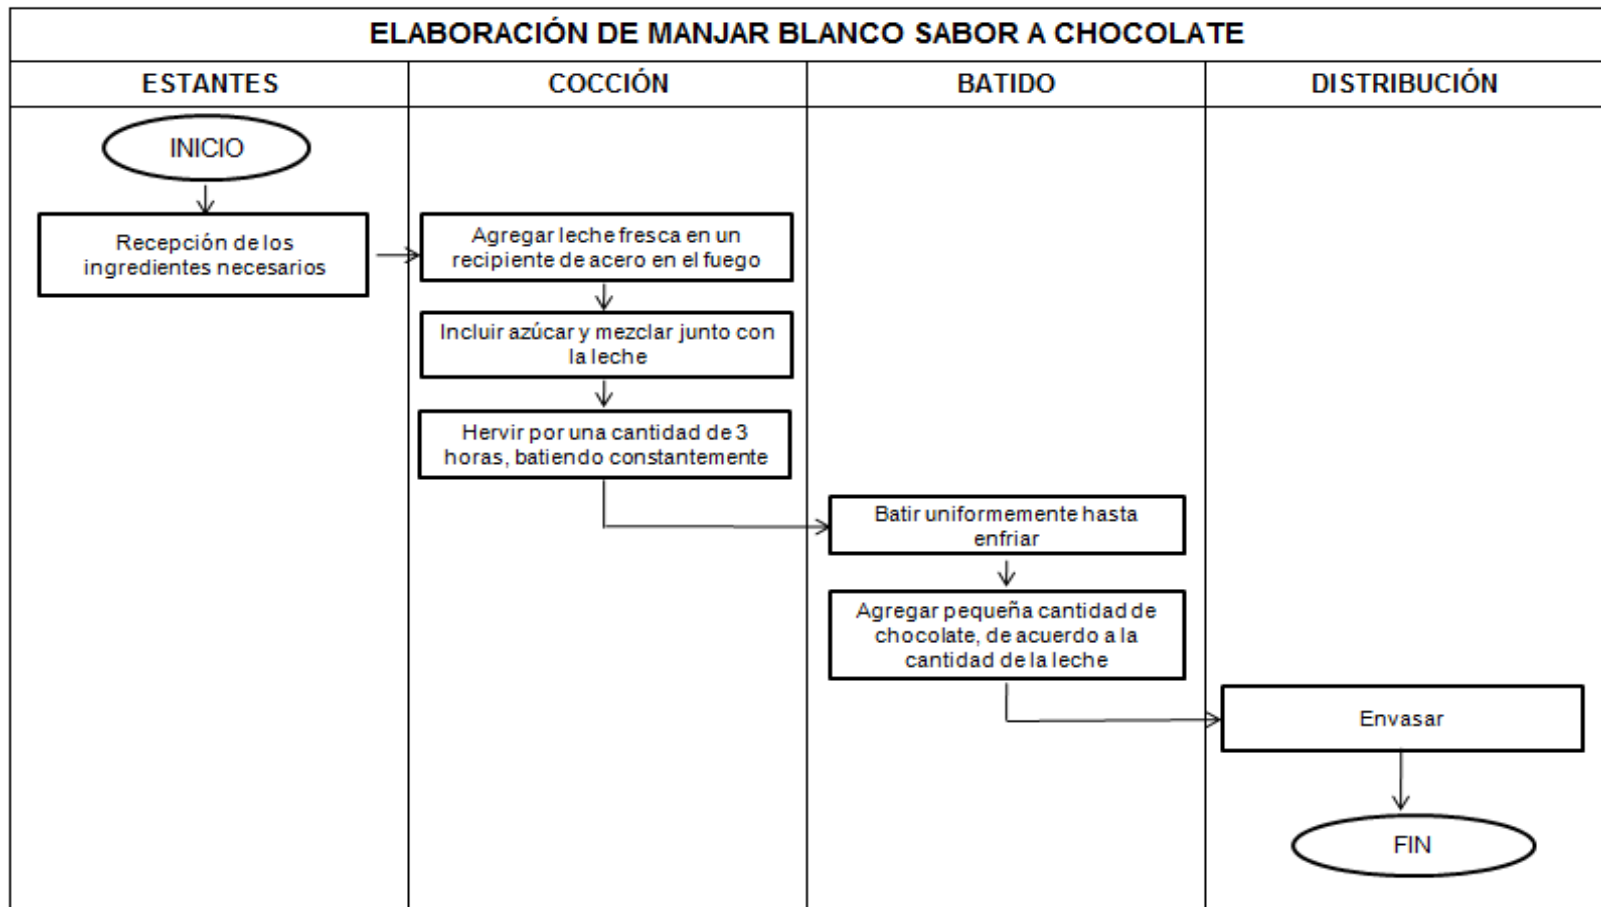 ELABORACIÓN DE MANJAR BLANCO SABOR A CHOCOLATE
ESTANTES
COCCIÓN
BATIDO
DISTRIBUCIÓN
INICIO
Recepción de los
ingredientes necesarios
Agregar leche fresca en un
recipiente de acero en el fuego
Incluir azúcar y mezclar junto con
la leche
Hervir por una cantidad de 3
horas, batiendo constantemente
Batir uniformemente hasta
enfriar
Agregar pequeña cantidad de
chocolate, de acuerdo a la
cantidad de la leche
Envasar
FIN